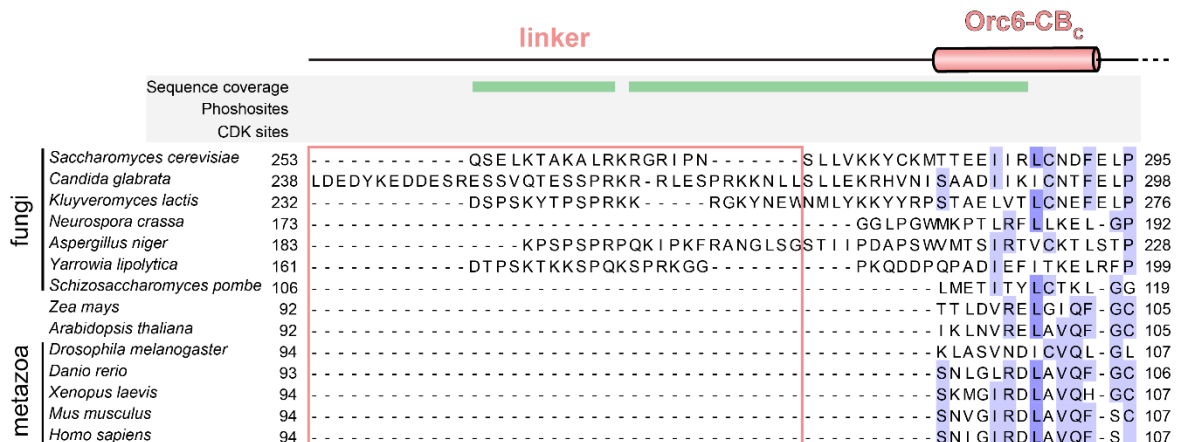 linker
Orc6-CBc
Sequence coverage
Phoshosites
CDK sites
fungi
Saccharomyces cerevisiae 253 ------------QSELKTAKALRKRGRIPN-------SLLVKKYCKMTTEEIIRLCNDFELP 295
Candida glabrata 238 LDEDYKEDDESRESSVQTESSPRKR-RLESPRKKNLLSLLEKRHVNISAADIIKICNTFELP 298
Kluyveromyces lactis 232 ------------DSPSKYTPSPRKK-----RGKYNEWNMLYKKYYRPSTAELVTLCNEFELP 276
Neurospora crassa 173 -----------------------------------------GGLPGWMKPTLRFLLKEL-GP 192
Aspergillus niger 183 ----------------KPSPSPRPQKIPKFRANGLSGSTIIPDAPSWVMTSIRTVCKTLSTP 228
Yarrowia lipolytica 161 ------------DTPSKTKKSPQKSPRKGG-----------PKQDDPQPADIEFITKELRFP 199
Schizosaccharomyces pombe 106 -----------------------------------------------LMETITYLCTKL-GG 119
Zea mays 92 -----------------------------------------------TTLDVRELGIQF-GC 105
Arabidopsis thaliana 92 -----------------------------------------------IKLNVRELAVQF-GC 105
metazoa
Drosophila melanogaster 94 -----------------------------------------------KLASVNDICVQL-GL 107
Danio rerio 93 -----------------------------------------------SNLGLRDLAVQF-GC 106
Xenopus laevis 94 -----------------------------------------------SKMGIRDLAVQH-GC 107
Mus musculus 94 -----------------------------------------------SNVGIRDLAVQF-SC 107
Homo sapiens 94 -----------------------------------------------SNIGIRDLAVQF-SC 107